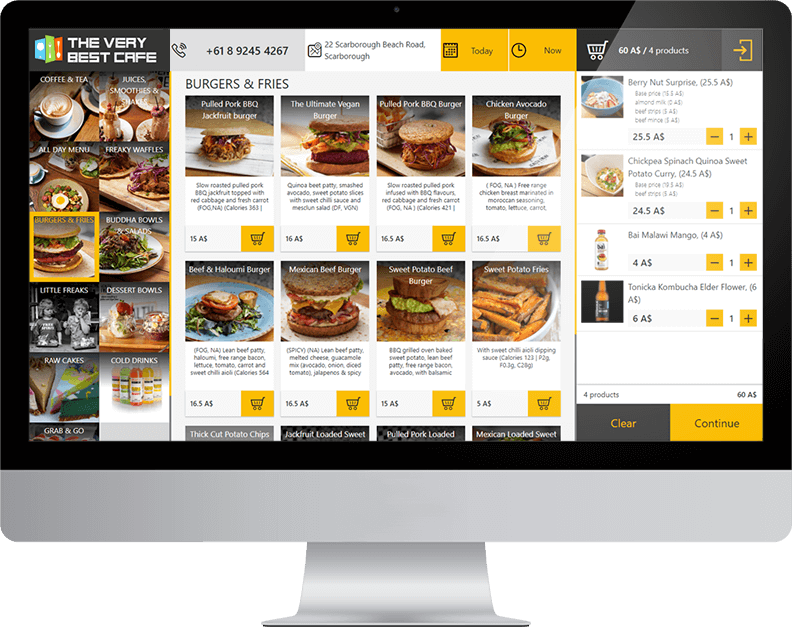 THE VERY
BEST CAFE
+61 8 9245 4267
22 Scarborough Beach Road,
Scarborough
Today
Now
60 A$ / 4 products
COFFEE & TEA
JUICES,
SMOOTHIES &
SHAKES
ALL DAY MENU
FREAKY WAFFLES
BURGERS & FRIES
BUDDHA BOWLS
& SALADS
LITTLE FREAKS
DESSERT BOWLS
RAW CAKES
COLD DRINKS
GRAB & GO
BURGERS & FRIES
Pulled Pork BBQ
Jackfruit burger
Slow roasted pulled pork
BBQ jackfruit topped with
red cabbage and fresh carrot
(FOG,NA) (Calories 363 |
15 A$
The Ultimate Vegan
Burger
Quinoa beet patty, smashed
avocado, sweet potato slices
with sweet chilli sauce and
mesclun salad (DF, VGN)
16 A$
Pulled Pork BBQ Burger
Slow roasted pulled pork
infused with BBQ flavours,
red cabbage and fresh carrot
(FOG, NA ) (Calories 421 |
16.5 A$
Chicken Avocado
Burger
( FOG, NA ) Free range
chicken breast marinated in
moroccan seasoning,
tomato, lettuce, carrot,
16.5 A$
Beef & Haloumi Burger
(FOG, NA) Lean beef patty,
haloumi, free range bacon,
lettuce, tomato, carrot and
sweet chilli aioli (Calories 564
16.5 A$
Mexican Beef Burger
(SPICY) (NA) Lean beef patty,
melted cheese, guacamole
mix (avocado, onion, diced
tomato), jalapenos & spicy
16.5 A$
Sweet Potato Beef
Burger
BBQ grilled oven baked
sweet potato, lean beef
patty, free range bacon,
avocado, with balsamic
15 A$
Sweet Potato Fries
With sweet chilli aioli dipping
sauce (Calories 123 | P2g,
F0.3g, C28g)
5 A$
Thick Cut Potato Chips
Jackfruit Loaded Sweet
Pulled Pork Loaded
Mexican Loaded Sweet
Berry Nut Surprise, (25.5 A$)
Base price (18.5 A$)
almond milk (0 A$)
beef strips (5 A$)
beef mince (5 A$)
25.5 A$
1
Chickpea Spinach Quinoa Sweet
Potato Curry, (24.5 A$)
Base price (19.5 A$)
beef strips (5 A$)
24.5 A$
1
Bai Malawi Mango, (4 A$)
4 A$
1
Tonicka Kombucha Elder Flower, (6
A$)
6 A$
1
4 products
60 A$
Clear
Continue